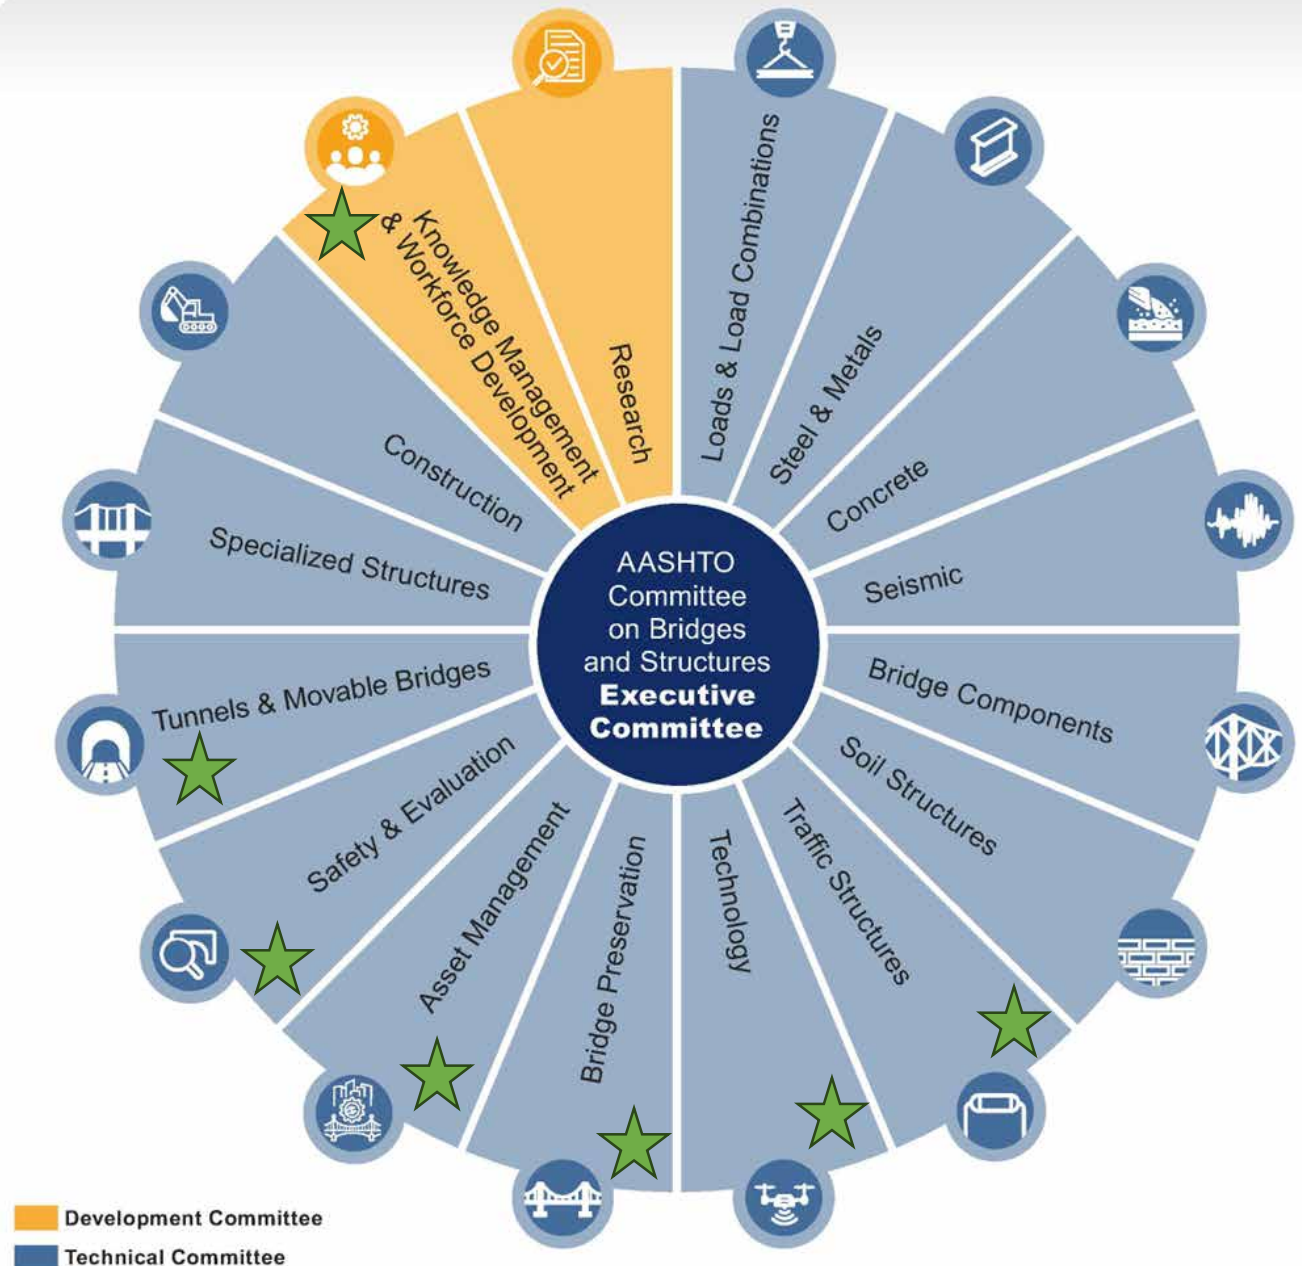 Research
Knowledge Management
& Workforce Development
Loads & Load Combinations
Steel & Metals
Concrete
Seismic
Construction
Specialized Structures
AASHTO
Committee
on Bridges
and Structures
Executive
Committee
Bridge Components
Soil Structures
Traffic Structures
Technology
Bridge Preservation
Asset Management
Safety & Evaluation
Tunnels & Movable Bridges
Development Committee
Technical Committee